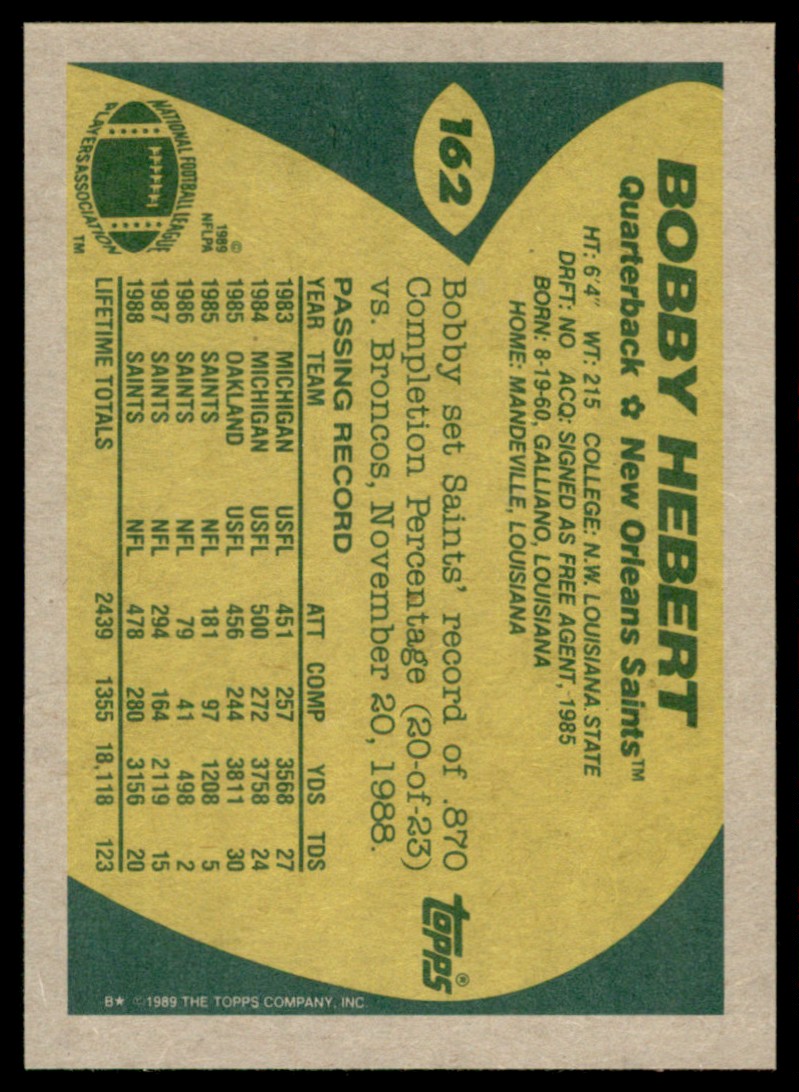 162
BOBBY HEBERT
Quarterback ✿ New Orleans Saints™
HT: 6'4" WT: 215 COLLEGE: N.W. LOUISIANA STATE
DRFT: NO ACQ: SIGNED AS FREE AGENT, 1985
BORN: 8-19-60, GALLIANO, LOUISIANA
HOME: MANDEVILLE, LOUISIANA
Bobby set Saints' record of .870
Completion Percentage (20-of-23)
vs. Broncos, November 20, 1988.
topps®
PASSING RECORD
YEAR TEAM ATT COMP YDS TDS
1983 MICHIGAN USFL 451 257 3568 27
1984 MICHIGAN USFL 500 272 3758 24
1985 OAKLAND USFL 456 244 3811 30
1985 SAINTS NFL 181 97 1208 5
1986 SAINTS NFL 79 41 498 2
1987 SAINTS NFL 294 164 2119 15
1988 SAINTS NFL 478 280 3156 20
LIFETIME TOTALS 2439 1355 18,118 123
©
1989
NFLPA
NATIONAL FOOTBALL LEAGUE
PLAYERS ASSOCIATION
™
B★ ©1989 THE TOPPS COMPANY, INC.